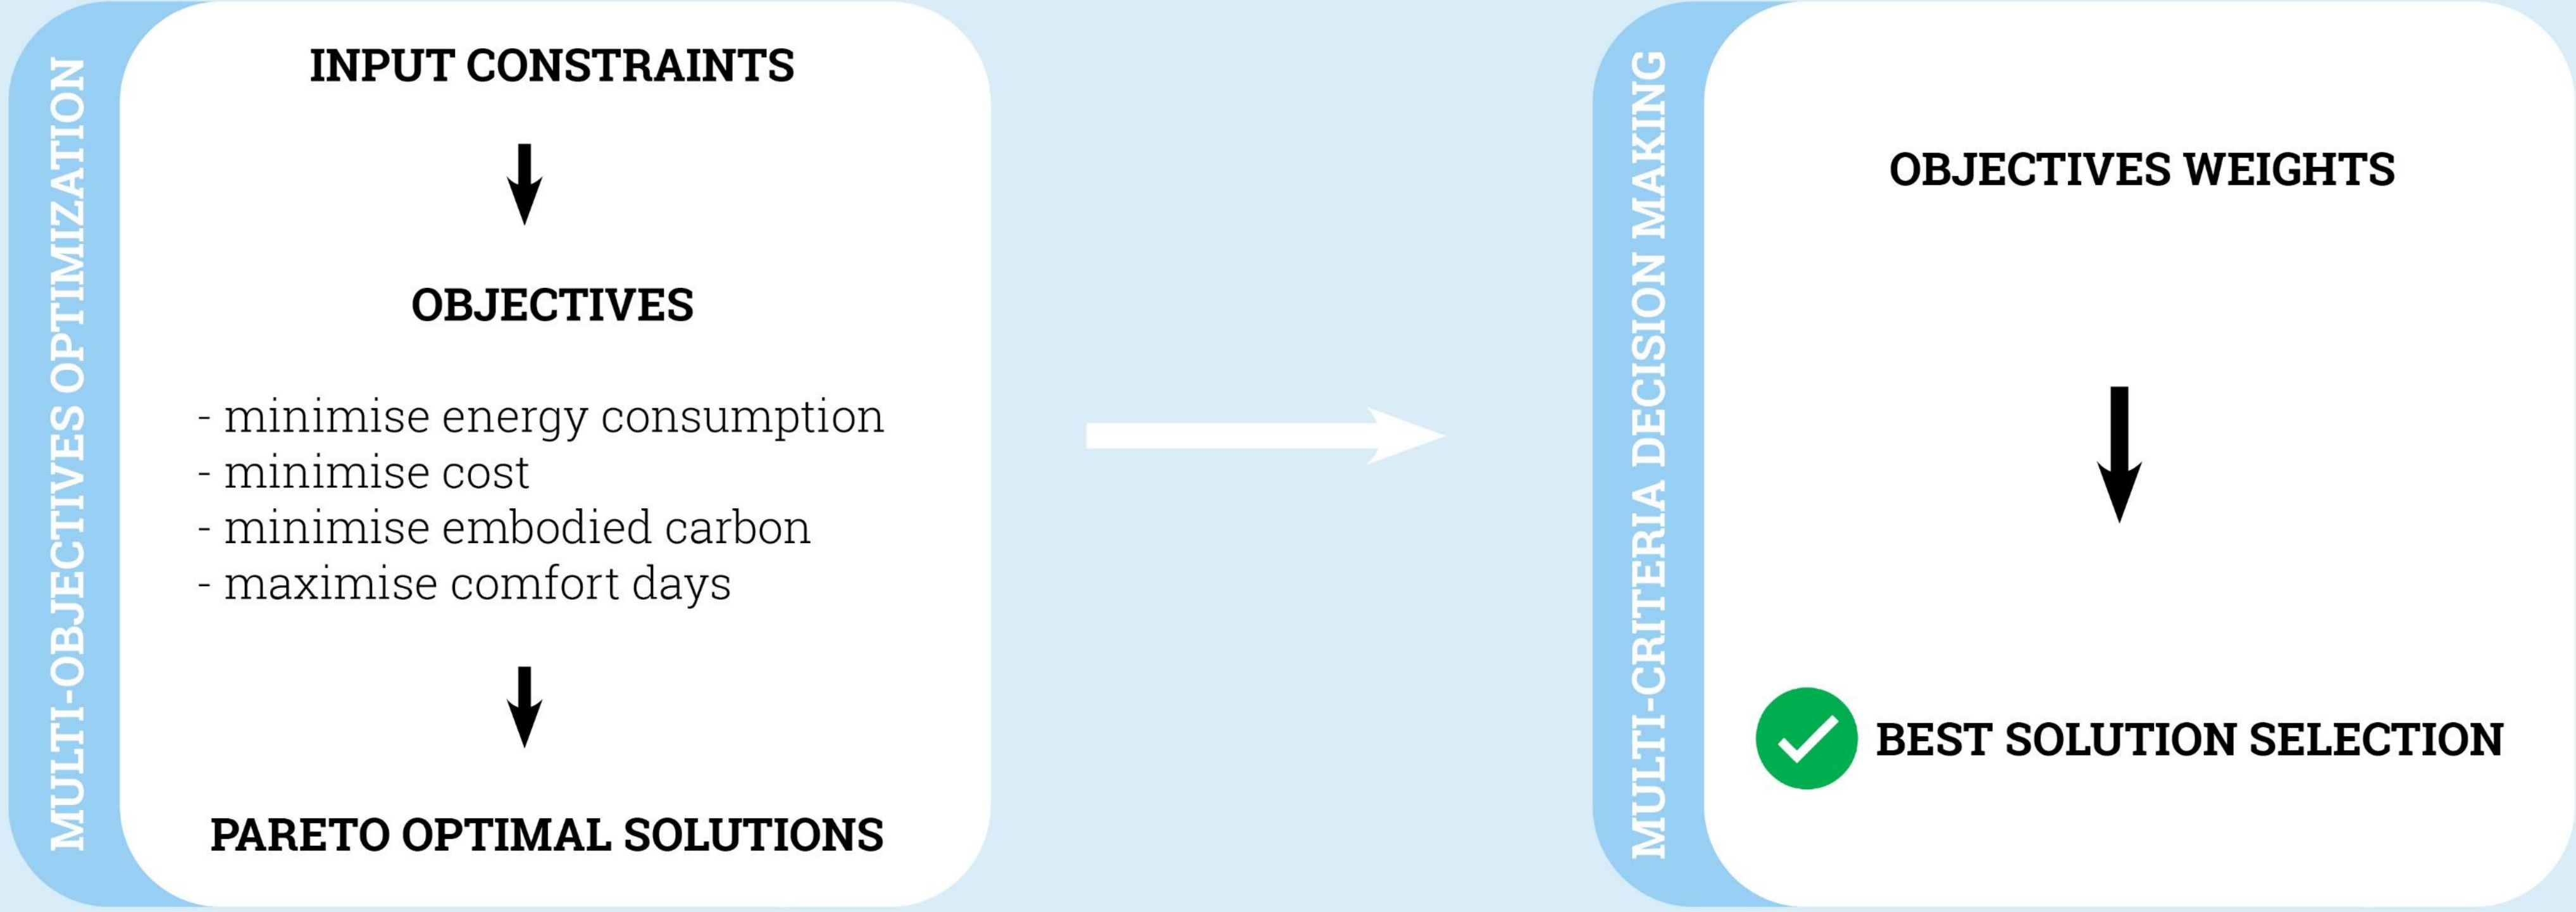 MULTI-OBJECTIVES OPTIMIZATION
INPUT CONSTRAINTS
OBJECTIVES
- minimise energy consumption
- minimise cost
- minimise embodied carbon
- maximise comfort days
PARETO OPTIMAL SOLUTIONS
MULTI-CRITERIA DECISION MAKING
OBJECTIVES WEIGHTS
BEST SOLUTION SELECTION